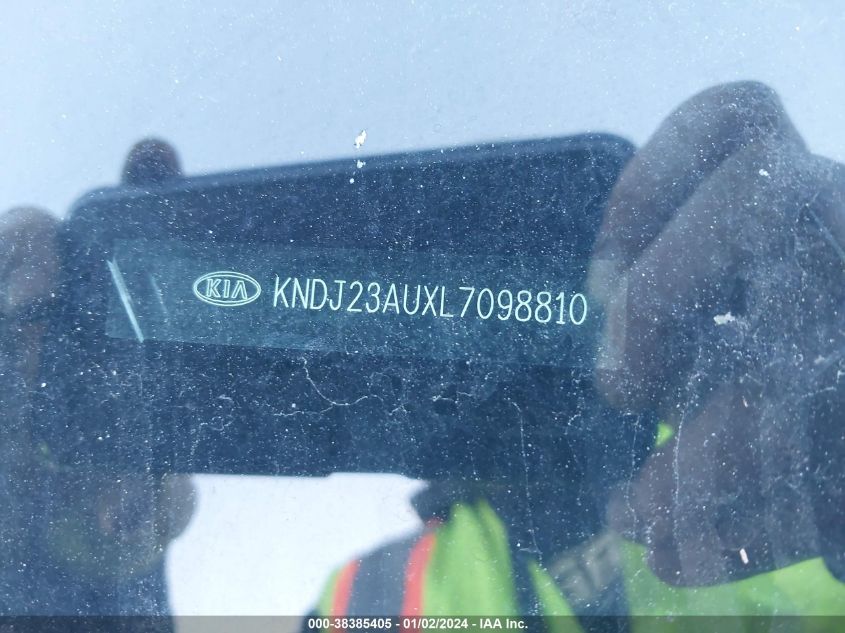 KIA KNDJ23AUXL7098810
000-38385405 - 01/02/2024 - IAA Inc.